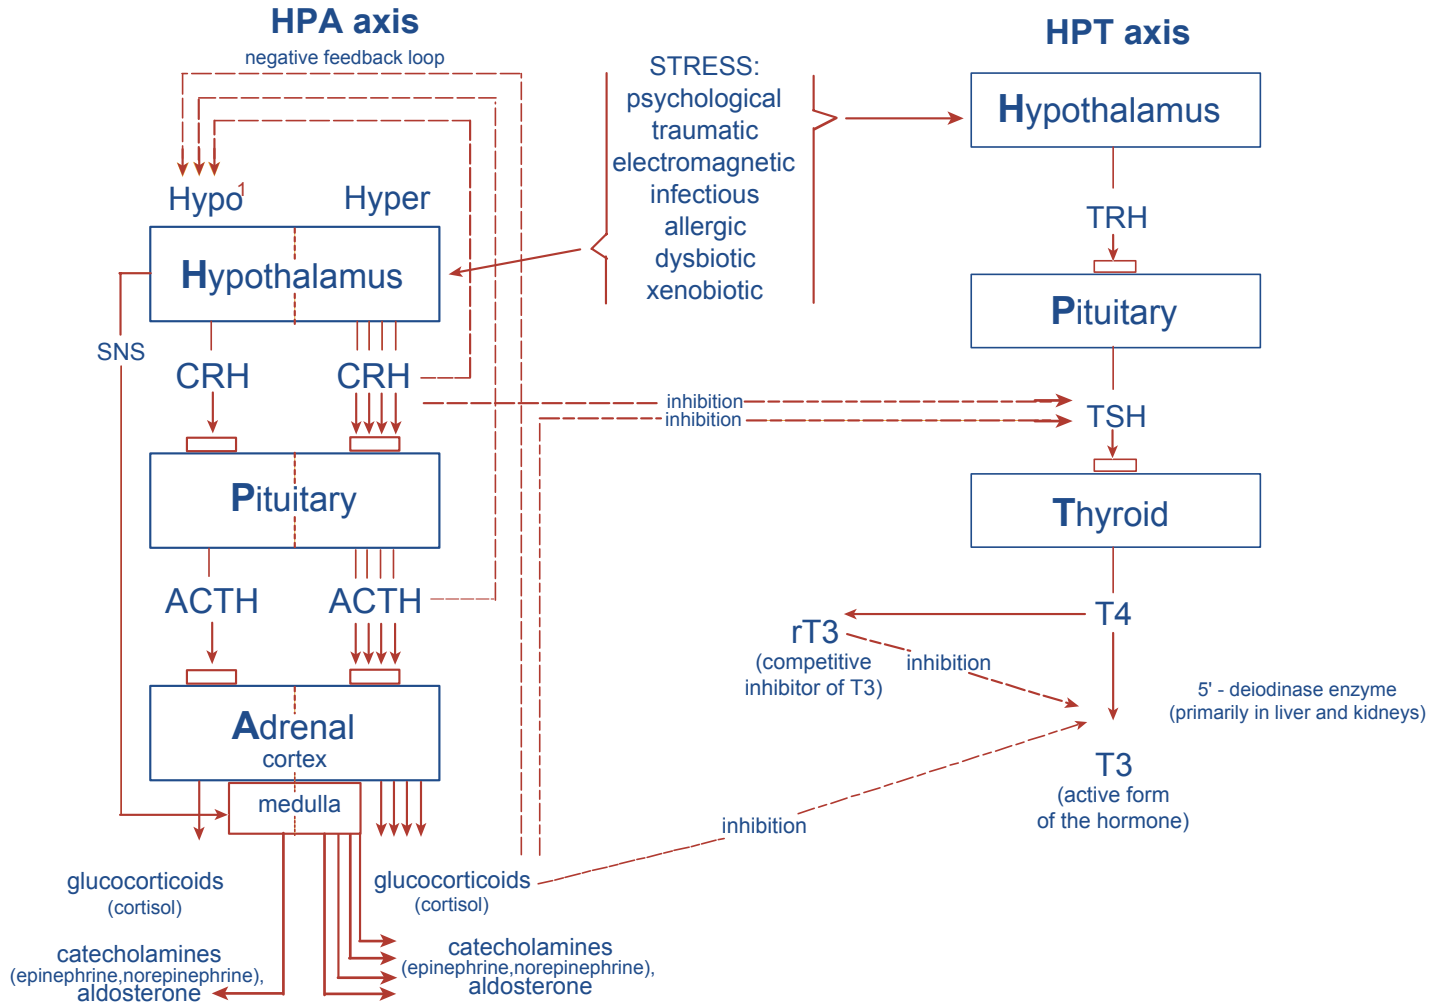 HPA axis
negative feedback loop
Hypo1
Hyper
Hypothalamus
SNS
CRH
CRH
Pituitary
ACTH
ACTH
Adrenal
cortex
medulla
glucocorticoids
(cortisol)
glucocorticoids
(cortisol)
catecholamines
(epinephrine,norepinephrine),
aldosterone
catecholamines
(epinephrine,norepinephrine),
aldosterone
STRESS:
psychological
traumatic
electromagnetic
infectious
allergic
dysbiotic
xenobiotic
inhibition
inhibition
HPT axis
Hypothalamus
TRH
Pituitary
TSH
Thyroid
T4
rT3
(competitive
inhibitor of T3)
inhibition
5' - deiodinase enzyme
(primarily in liver and kidneys)
T3
(active form
of the hormone)
inhibition